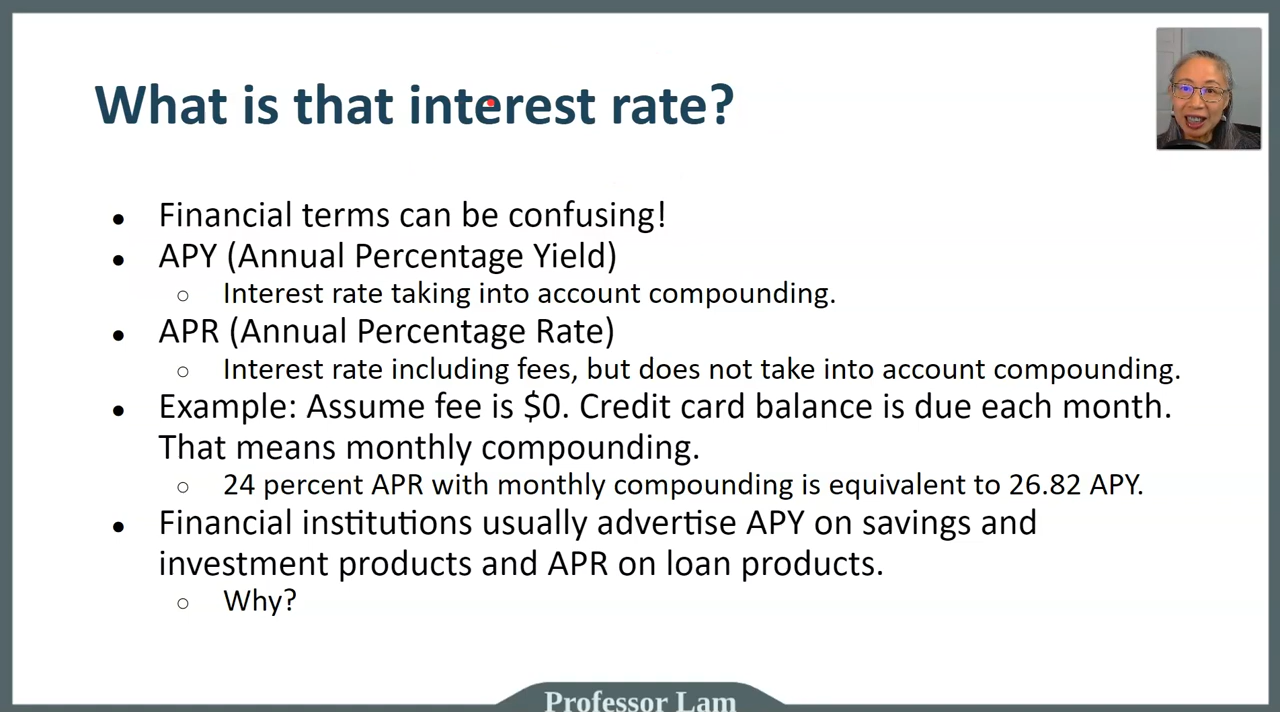 What is that interest rate?
● Financial terms can be confusing!
● APY (Annual Percentage Yield)
○ Interest rate taking into account compounding.
● APR (Annual Percentage Rate)
○ Interest rate including fees, but does not take into account compounding.
● Example: Assume fee is $0. Credit card balance is due each month.
That means monthly compounding.
○ 24 percent APR with monthly compounding is equivalent to 26.82 APY.
● Financial institutions usually advertise APY on savings and
investment products and APR on loan products.
○ Why?
Professor Lam